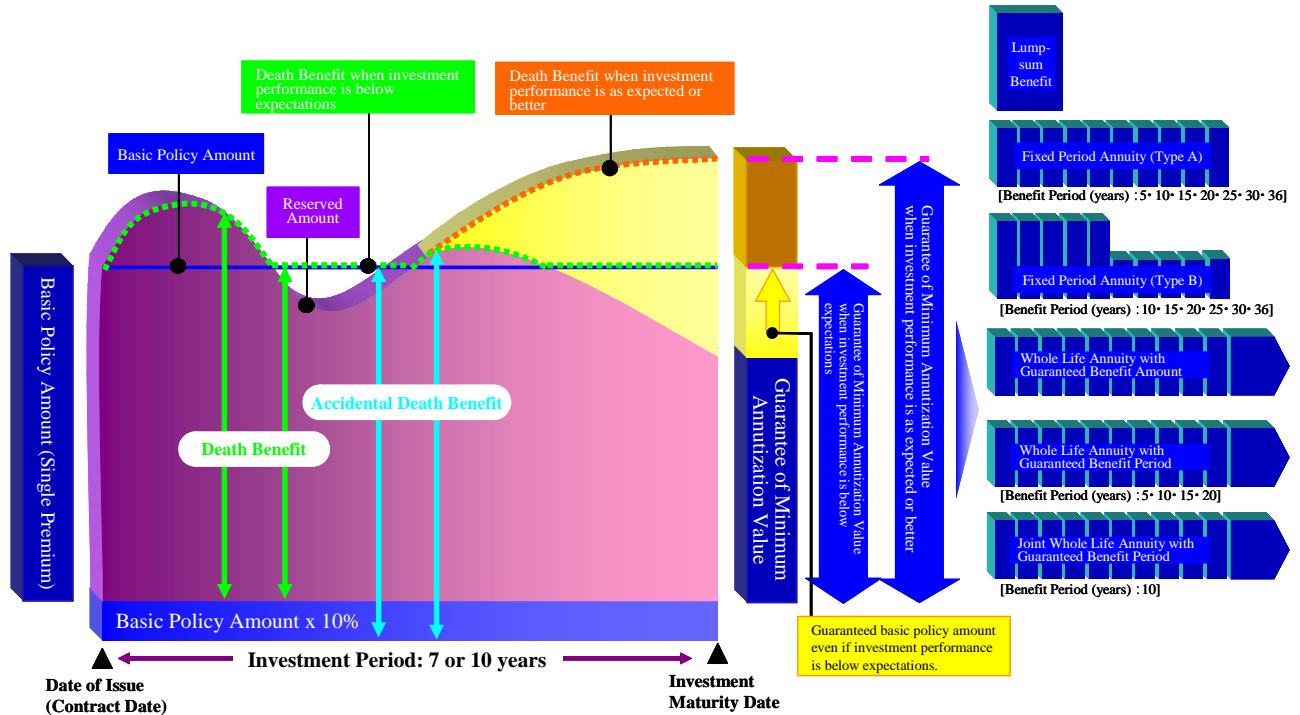 Death Benefit when investment
performance is below
expectations
Death Benefit when investment
performance is as expected or
better
Basic Policy Amount
Reserved
Amount
Basic Policy Amount (Single Premium)
Death Benefit
Accidental Death Benefit
Basic Policy Amount x 10%
Investment Period: 7 or 10 years
Date of Issue
(Contract Date)
Investment
Maturity Date
Guarantee of Minimum
Annutization Value
Guarantee of Minimum Annutization Value
when investment performance is below
expectations
Guarantee of Minimum Annutization Value
when investment performance is as expected or
better
Guaranteed basic policy amount
even if investment performance
is below expectations.
Lump-
sum
Benefit
Fixed Period Annuity (Type A)
[Benefit Period (years) : 5・10・15・20・25・30・36]
Fixed Period Annuity (Type B)
[Benefit Period (years) : 10・15・20・25・30・36]
Whole Life Annuity with
Guaranteed Benefit Amount
Whole Life Annuity with
Guaranteed Benefit Period
[Benefit Period (years) : 5・10・15・20]
Joint Whole Life Annuity with
Guaranteed Benefit Period
[Benefit Period (years) : 10]